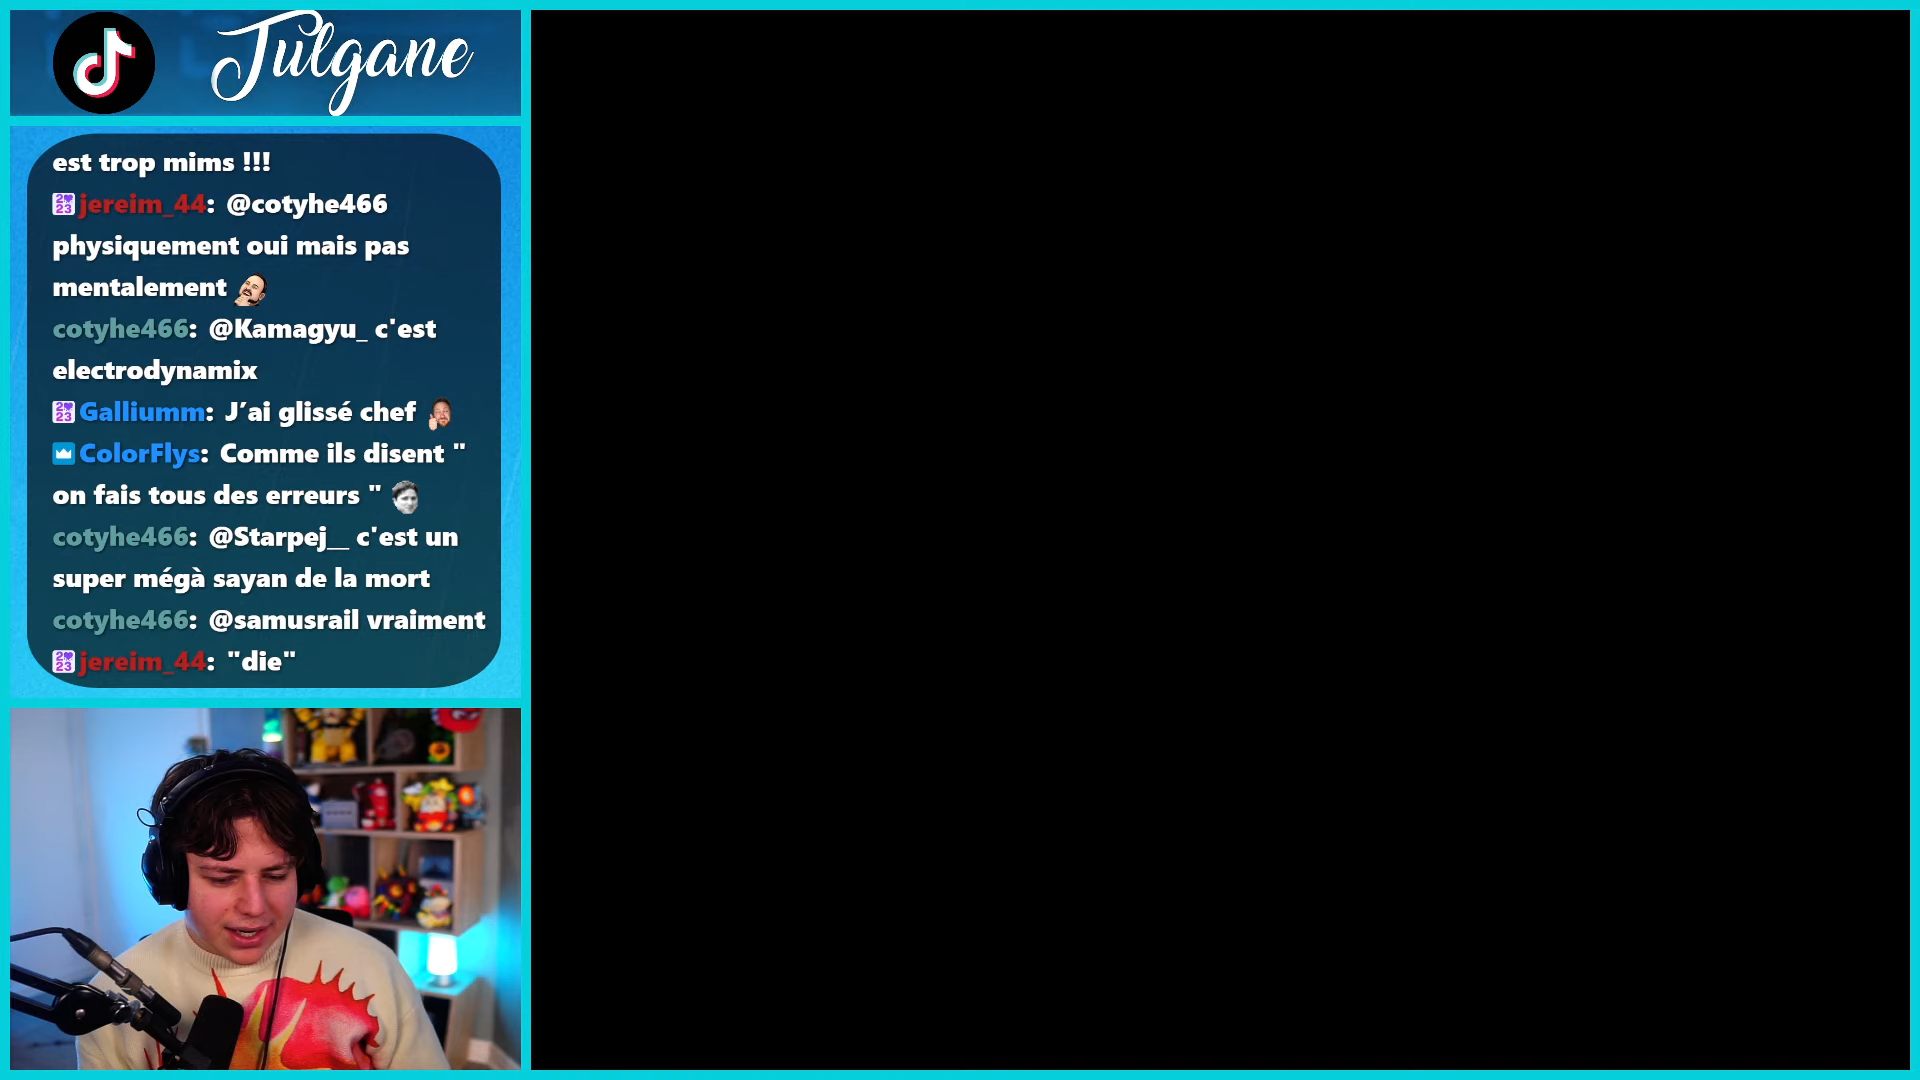 Julgane
est trop mims !!!
jereim_44: @cotyhe466
physiquement oui mais pas
mentalement
cotyhe466: @Kamagyu_ c'est
electrodynamix
Galliumm: J’ai glissé chef
ColorFlys: Comme ils disent "
on fais tous des erreurs "
cotyhe466: @Starpej__ c'est un
super mégà sayan de la mort
cotyhe466: @samusrail vraiment
jereim_44: "die"